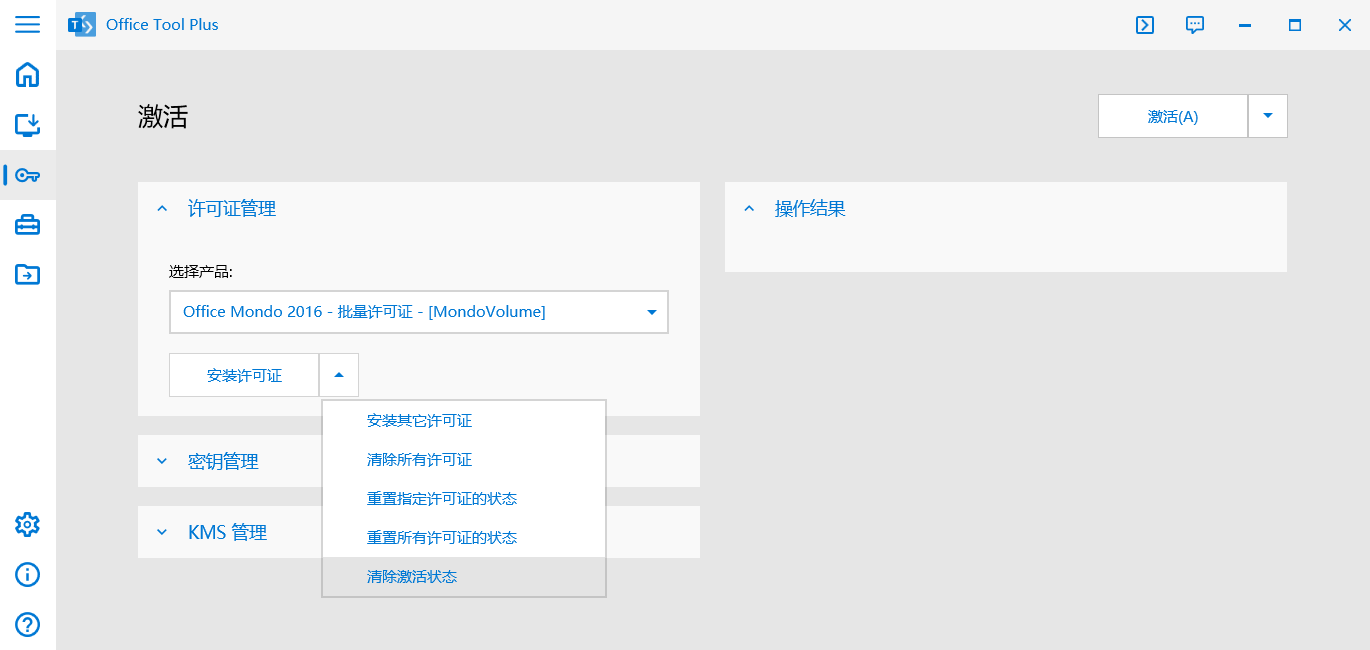 Office Tool Plus
激活
激活(A)
许可证管理
操作结果
选择产品:
Office Mondo 2016 - 批量许可证 - [MondoVolume]
安装许可证
安装其它许可证
清除所有许可证
重置指定许可证的状态
重置所有许可证的状态
清除激活状态
密钥管理
KMS 管理